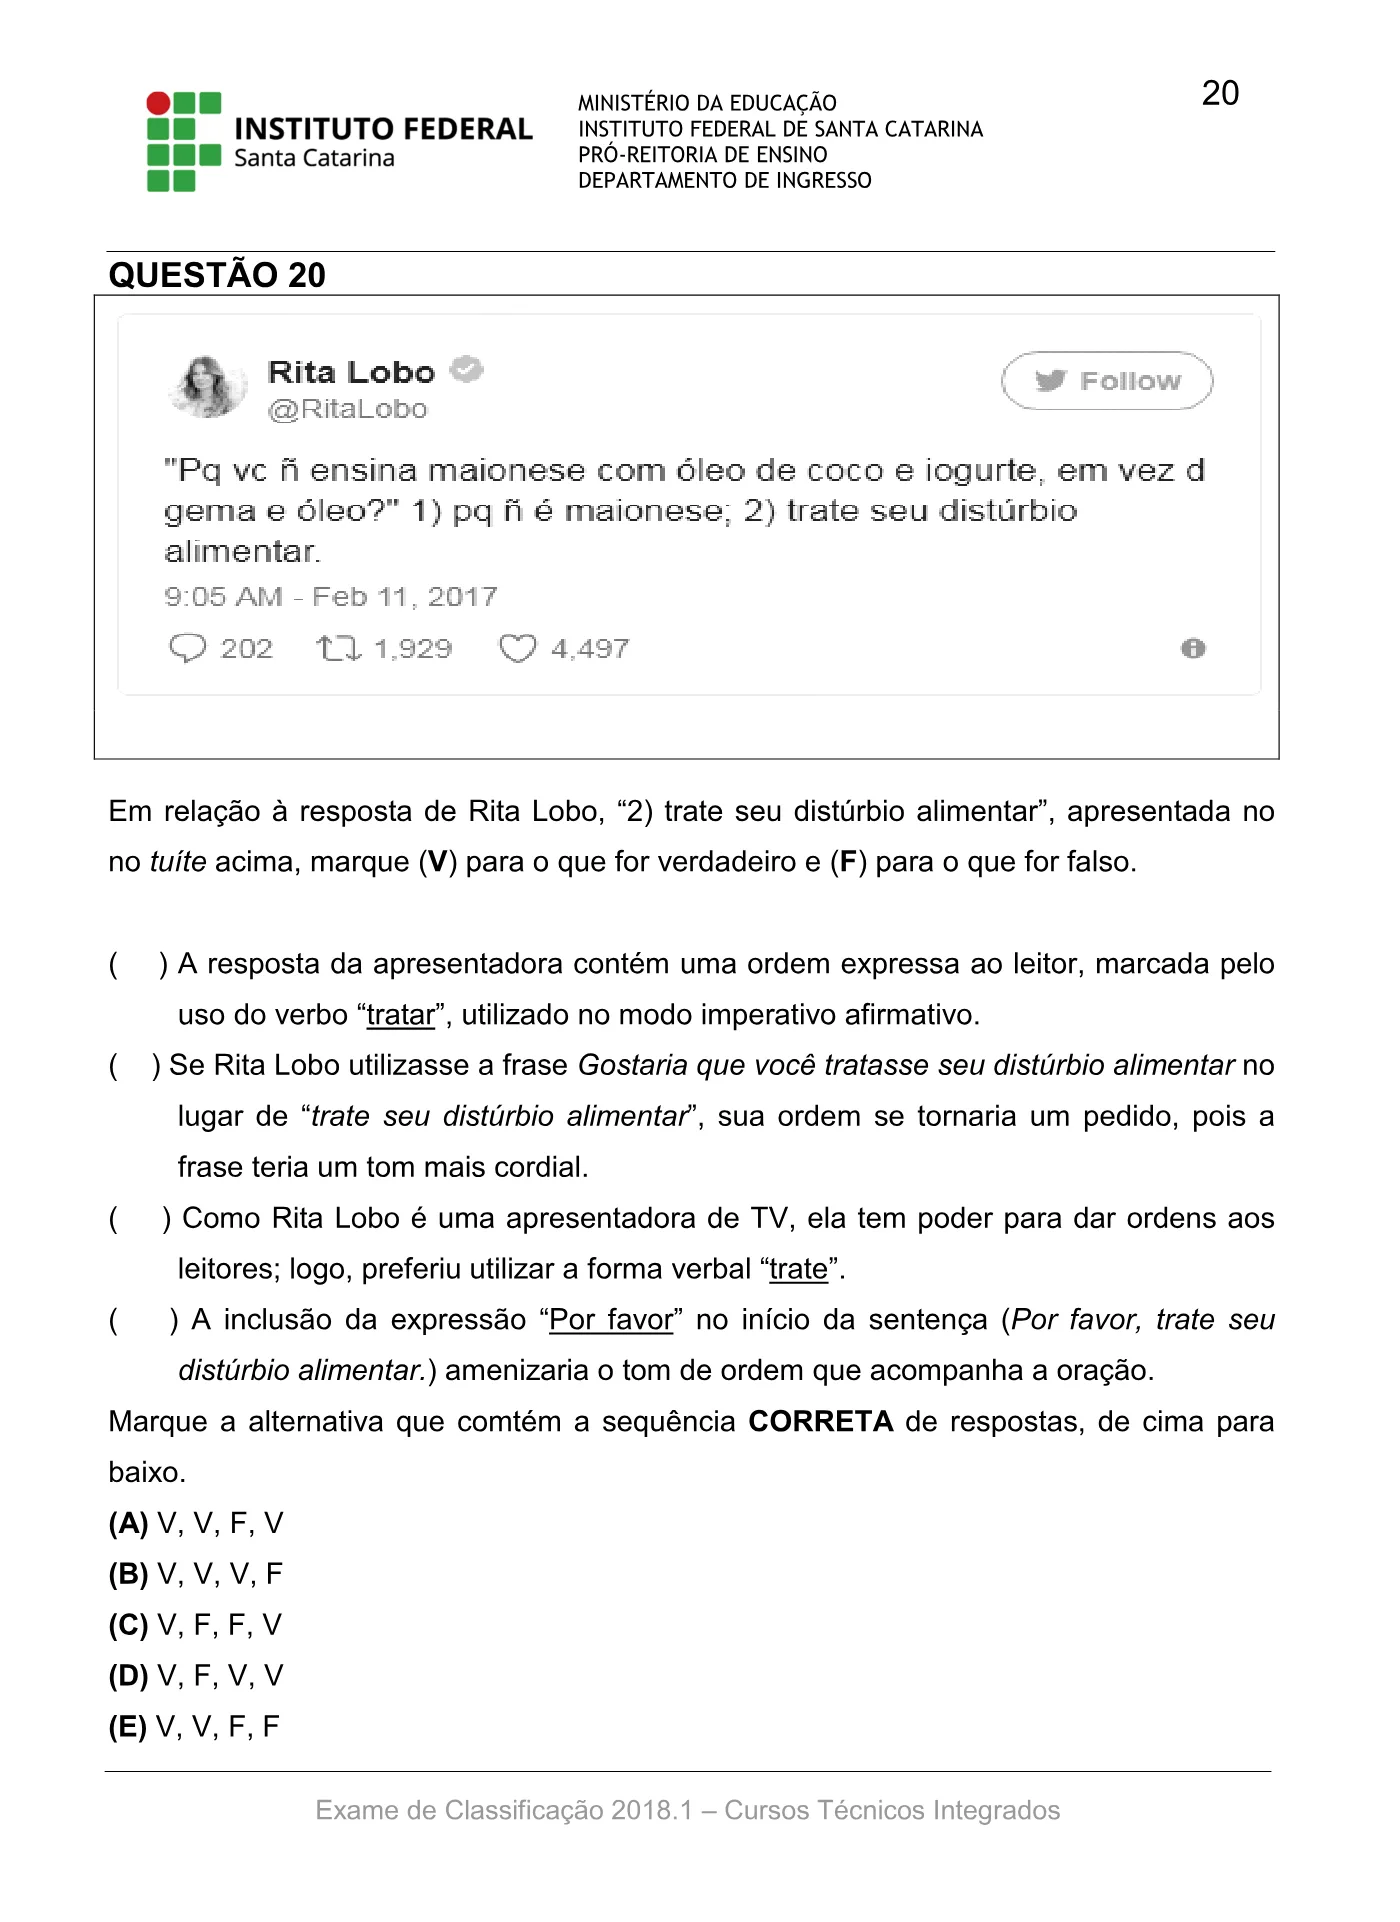 20
INSTITUTO FEDERAL
Santa Catarina
MINISTÉRIO DA EDUCAÇÃO
INSTITUTO FEDERAL DE SANTA CATARINA
PRÓ-REITORIA DE ENSINO
DEPARTAMENTO DE INGRESSO
QUESTÃO 20
Rita Lobo
@RitaLobo
Follow
"Pq vc ñ ensina maionese com óleo de coco e iogurte, em vez d
gema e óleo?" 1) pq ñ é maionese; 2) trate seu distúrbio
alimentar.
9:05 AM - Feb 11, 2017
202 1,929 4,497
Em relação à resposta de Rita Lobo, “2) trate seu distúrbio alimentar”, apresentada no
no tuíte acima, marque (V) para o que for verdadeiro e (F) para o que for falso.
( ) A resposta da apresentadora contém uma ordem expressa ao leitor, marcada pelo
uso do verbo “tratar”, utilizado no modo imperativo afirmativo.
( ) Se Rita Lobo utilizasse a frase Gostaria que você tratasse seu distúrbio alimentar no
lugar de “trate seu distúrbio alimentar”, sua ordem se tornaria um pedido, pois a
frase teria um tom mais cordial.
( ) Como Rita Lobo é uma apresentadora de TV, ela tem poder para dar ordens aos
leitores; logo, preferiu utilizar a forma verbal “trate”.
( ) A inclusão da expressão “Por favor” no início da sentença (Por favor, trate seu
distúrbio alimentar.) amenizaria o tom de ordem que acompanha a oração.
Marque a alternativa que comtém a sequência CORRETA de respostas, de cima para
baixo.
(A) V, V, F, V
(B) V, V, V, F
(C) V, F, F, V
(D) V, F, V, V
(E) V, V, F, F
Exame de Classificação 2018.1 – Cursos Técnicos Integrados